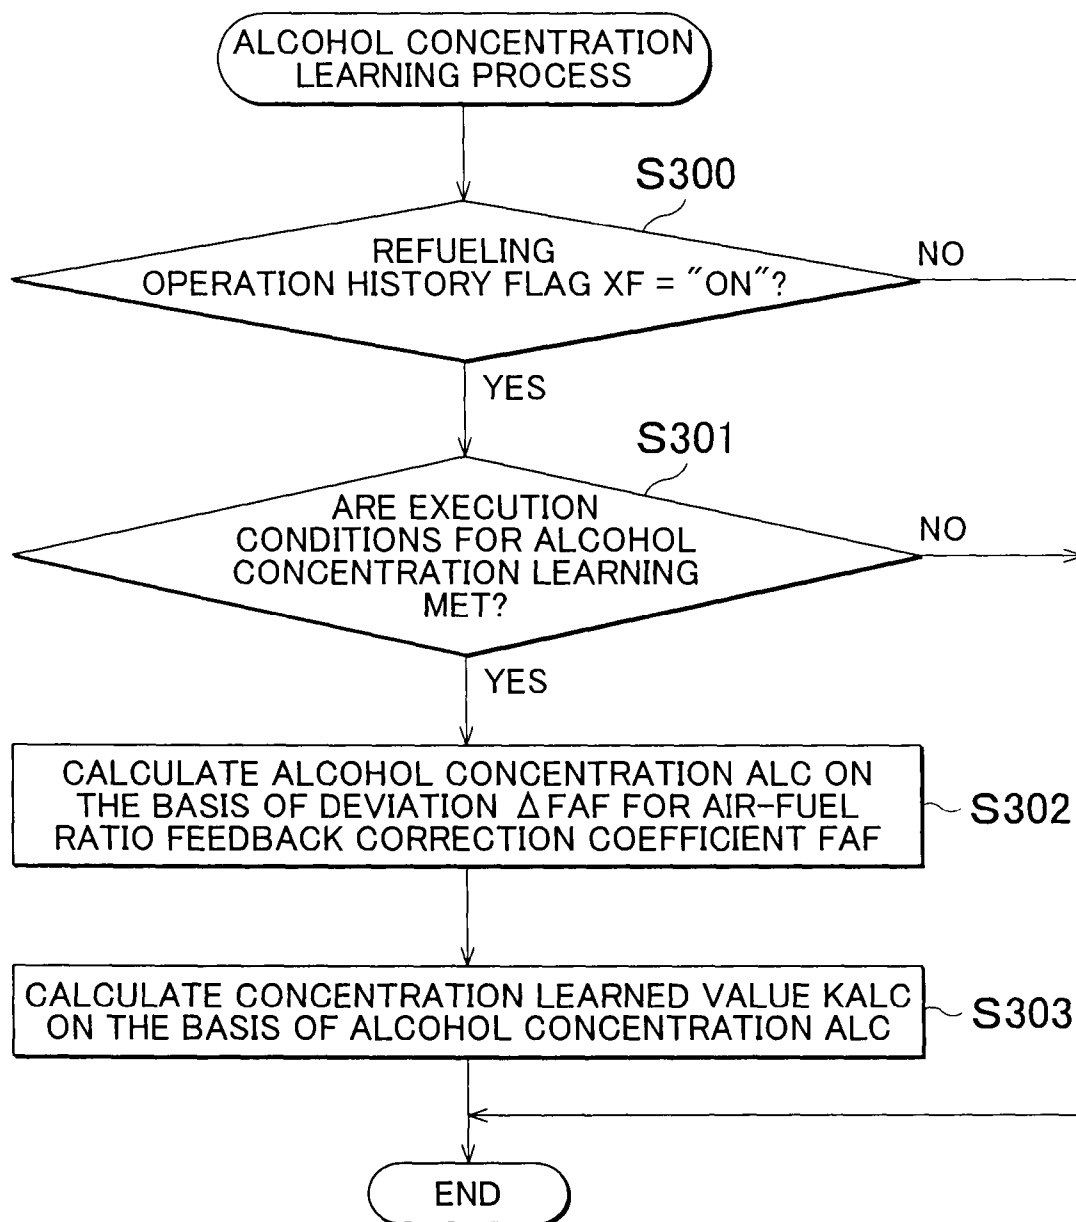 ALCOHOL CONCENTRATION
LEARNING PROCESS
S300
REFUELING
OPERATION HISTORY FLAG XF = "ON"?
NO
YES
S301
ARE EXECUTION
CONDITIONS FOR ALCOHOL
CONCENTRATION LEARNING
MET?
NO
YES
CALCULATE ALCOHOL CONCENTRATION ALC ON
THE BASIS OF DEVIATION ΔFAF FOR AIR-FUEL
RATIO FEEDBACK CORRECTION COEFFICIENT FAF
S302
CALCULATE CONCENTRATION LEARNED VALUE KALC
ON THE BASIS OF ALCOHOL CONCENTRATION ALC
S303
END